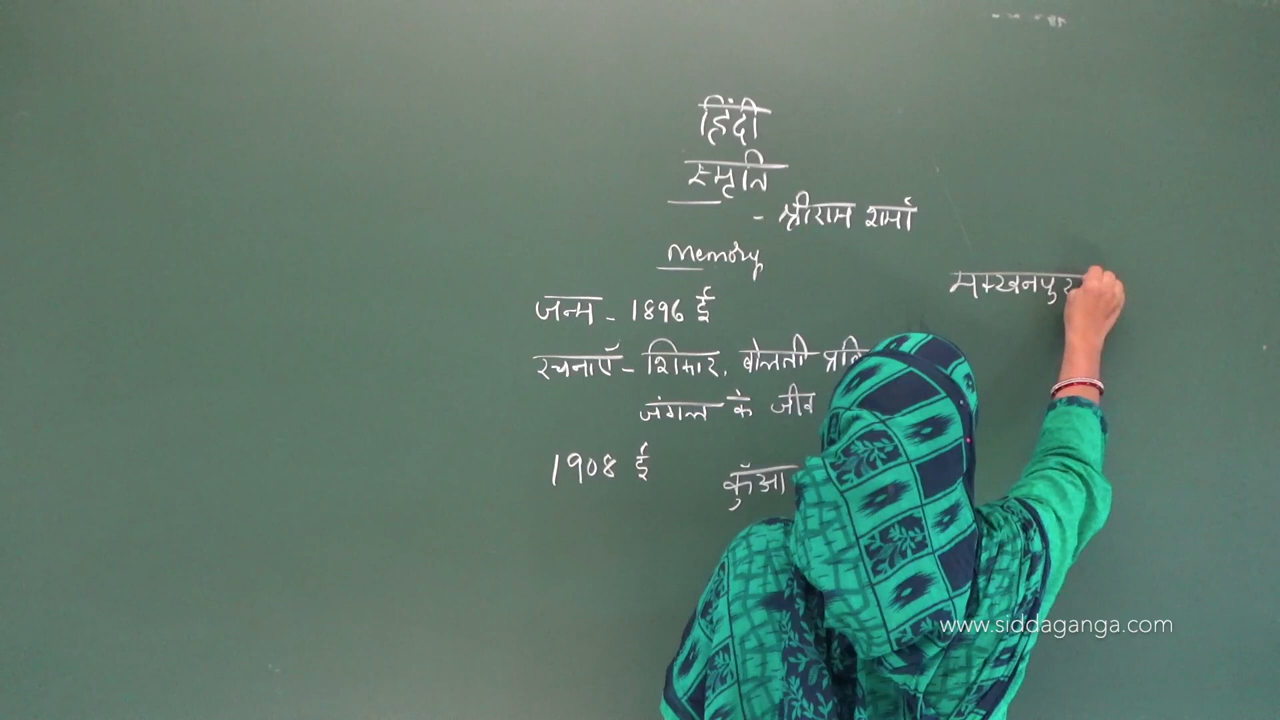 हिंदी
स्मृति
- श्रीराम शर्मा
Memory
मक्खनपुर
जन्म - 1896 ई
रचनाएँ - शिकार, बोलती
जंगल के जीव
1908 ई कुँआ
www.siddaganga.com